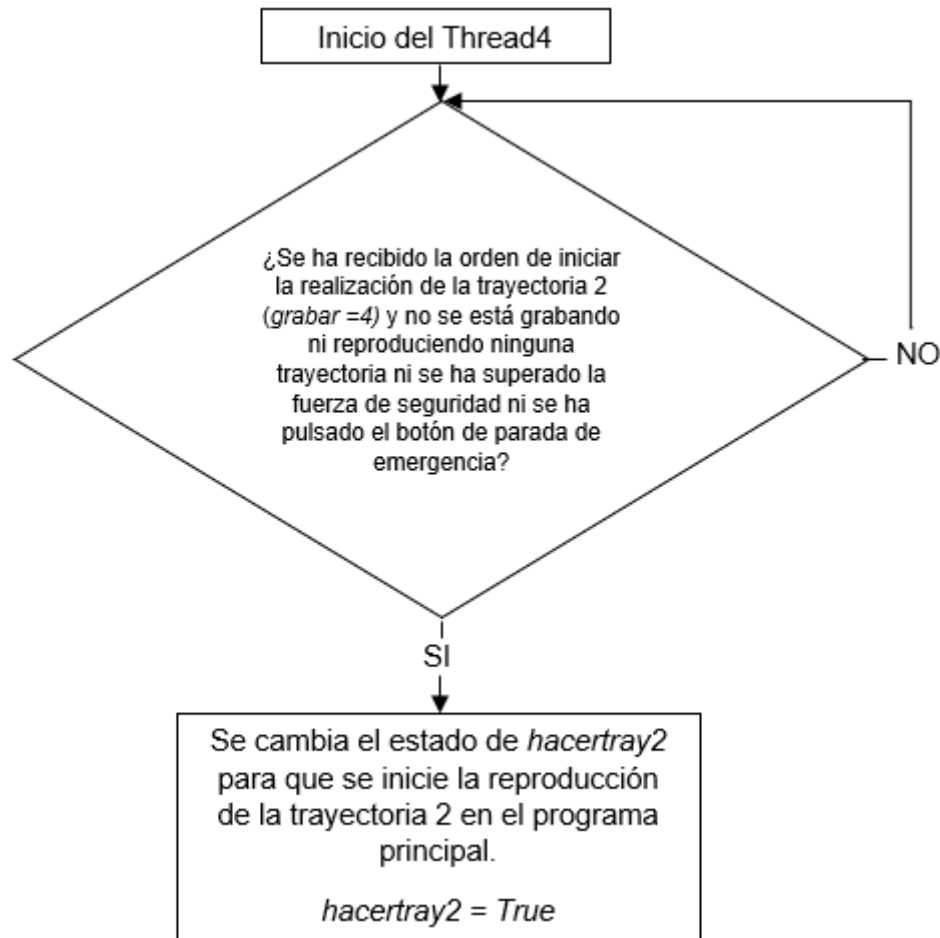 Inicio del Thread4
¿Se ha recibido la orden de iniciar
la realización de la trayectoria 2
(grabar =4) y no se está grabando
ni reproduciendo ninguna
trayectoria ni se ha superado la
fuerza de seguridad ni se ha
pulsado el botón de parada de
emergencia?
NO
SI
Se cambia el estado de hacertray2
para que se inicie la reproducción
de la trayectoria 2 en el programa
principal.
hacertray2 = True